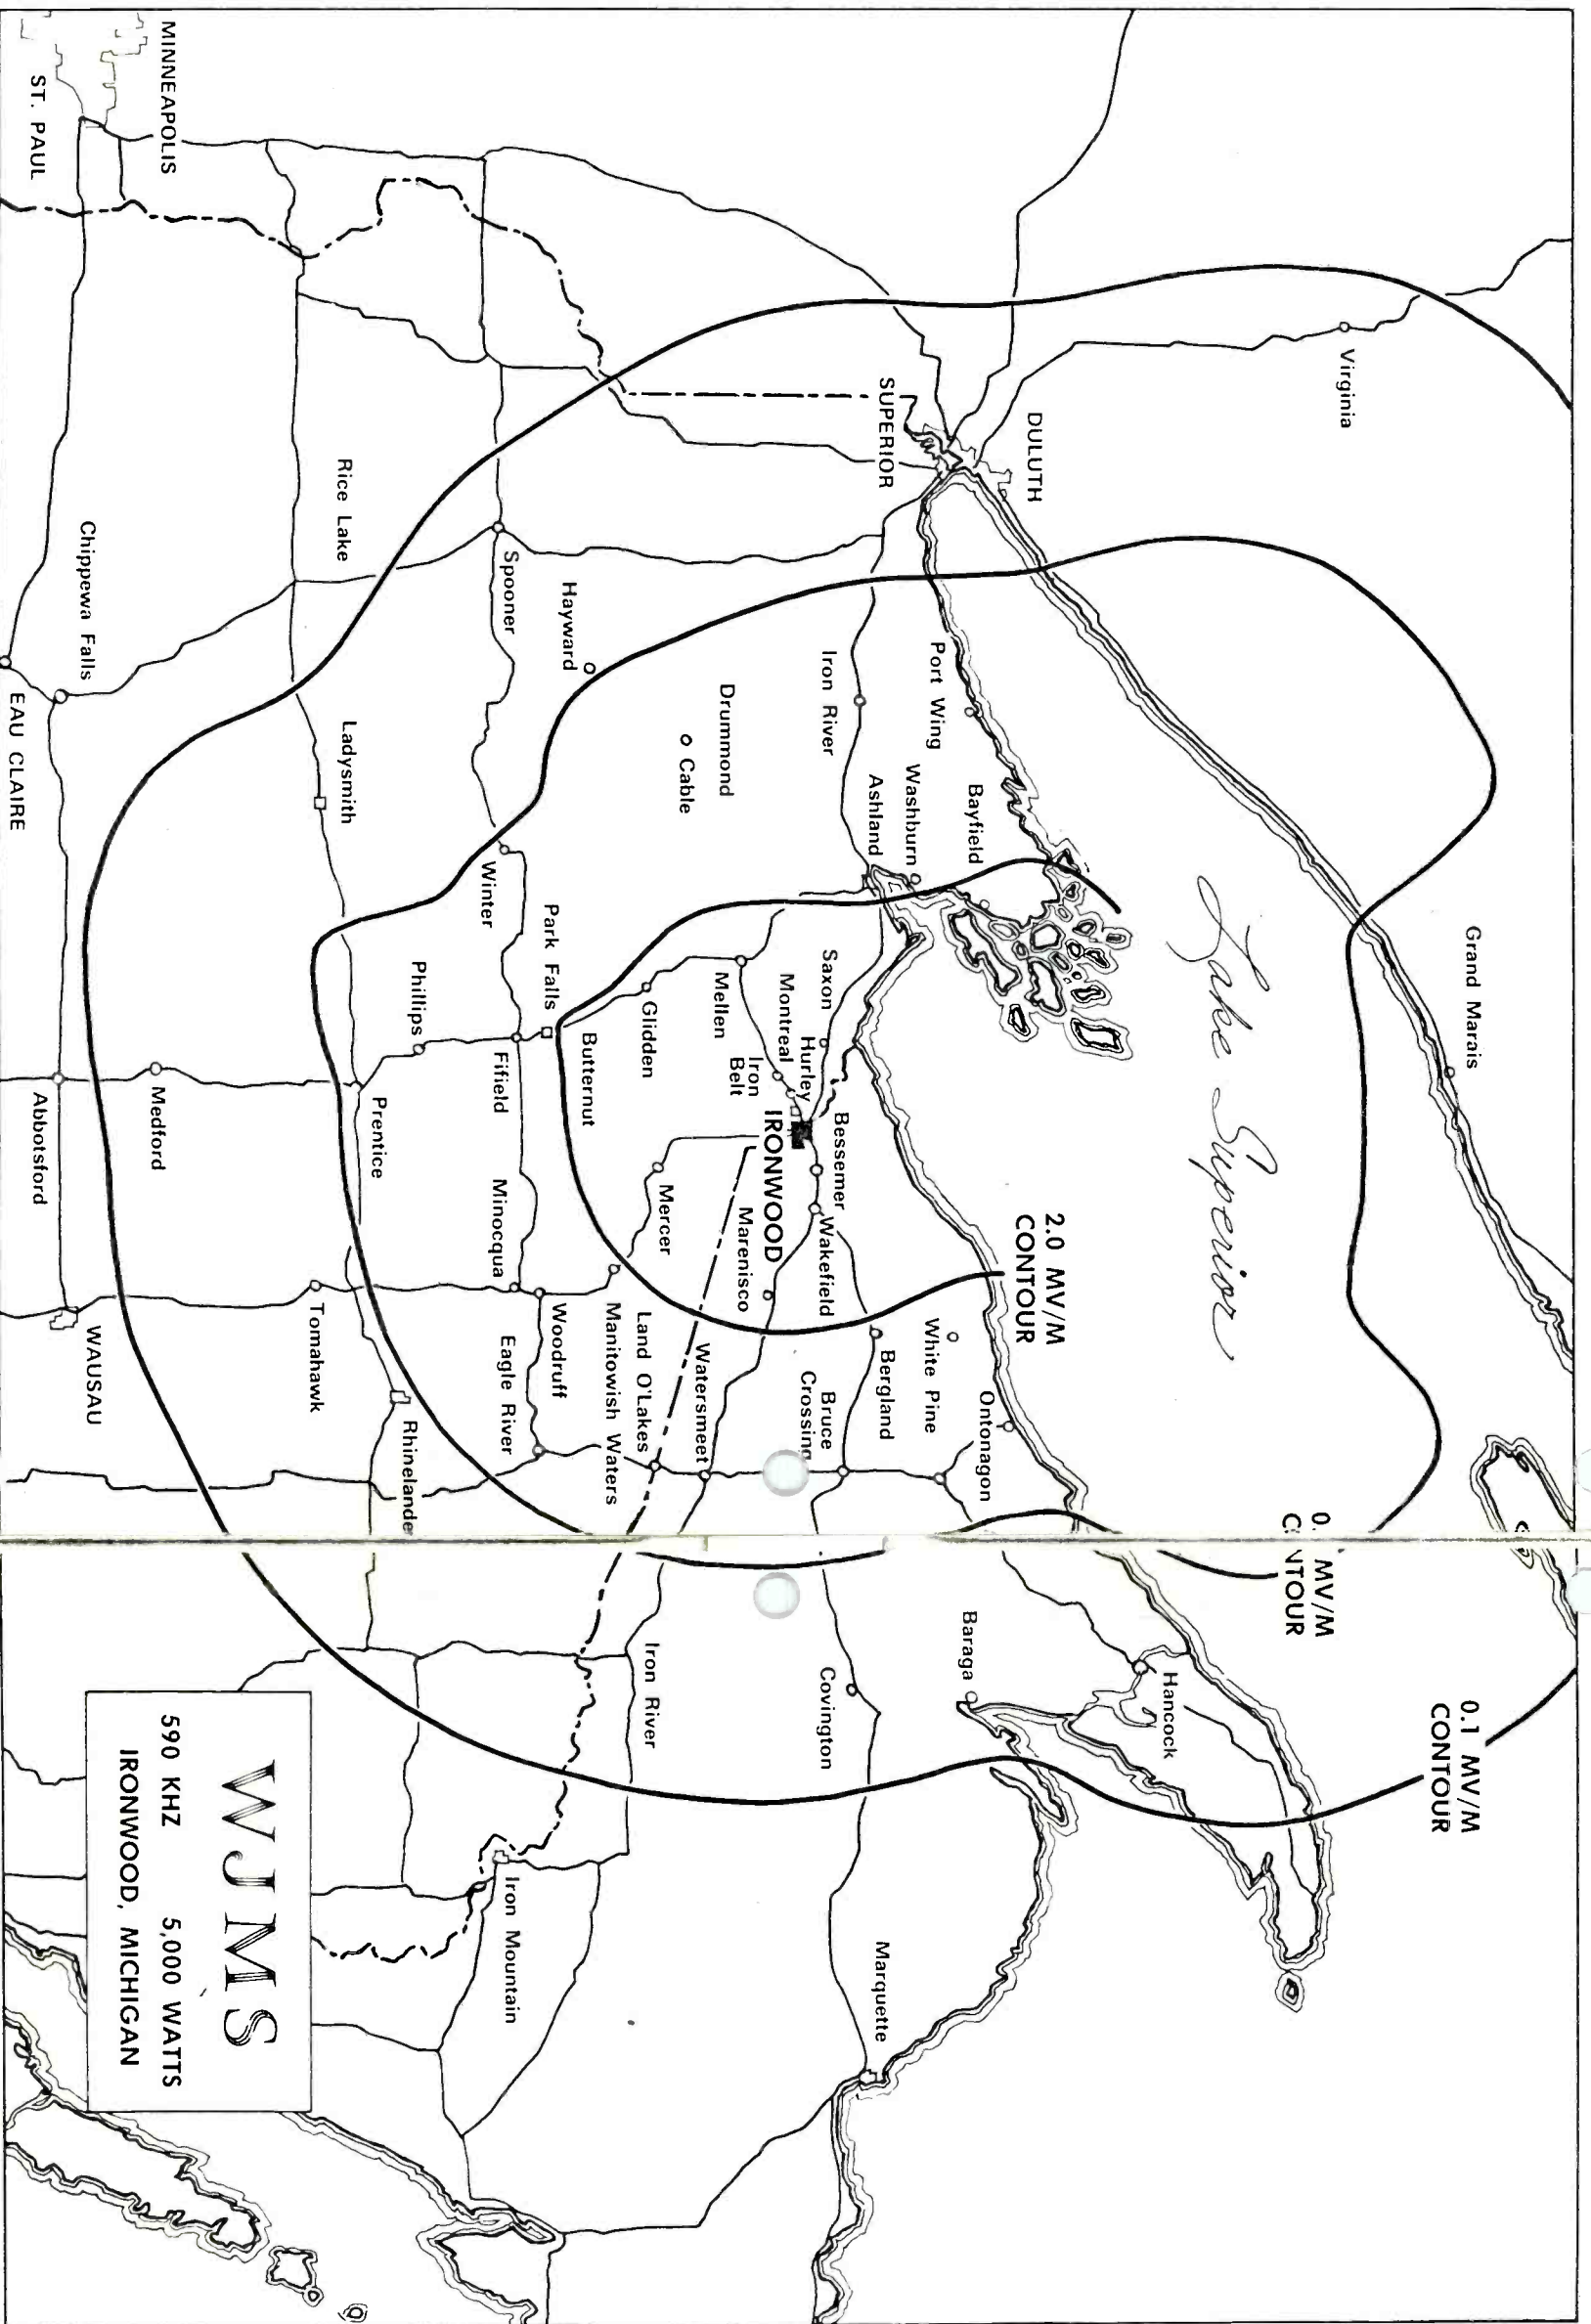 Virginia
Grand Marais
DULUTH
SUPERIOR
Lake Superior
0.1 MV/M
CONTOUR
0. MV/M
C NTOUR
2.0 MV/M
CONTOUR
Hancock
Port Wing
Bayfield
Washburn
Ashland
Iron River
Ontonagon
White Pine
Bergland
Bruce
Crossing
Baraga
Covington
Marquette
Drummond
Cable
Saxon
Montreal
Hurley
Iron
Belt
Bessemer
IRONWOOD
Wakefield
Marenisco
Mellen
Glidden
Mercer
Watersmeet
Land O'Lakes
Manitowish Waters
Iron River
Hayward
Spooner
Butternut
Park Falls
Winter
Fifield
Minocqua
Woodruff
Eagle River
Phillips
Rhinelande
Iron Mountain
Rice Lake
Ladysmith
Prentice
Tomahawk
MINNEAPOLIS
ST. PAUL
Chippewa Falls
EAU CLAIRE
Medford
Abbotsford
WAUSAU
WJMS
590 KHZ 5,000 WATTS
IRONWOOD, MICHIGAN